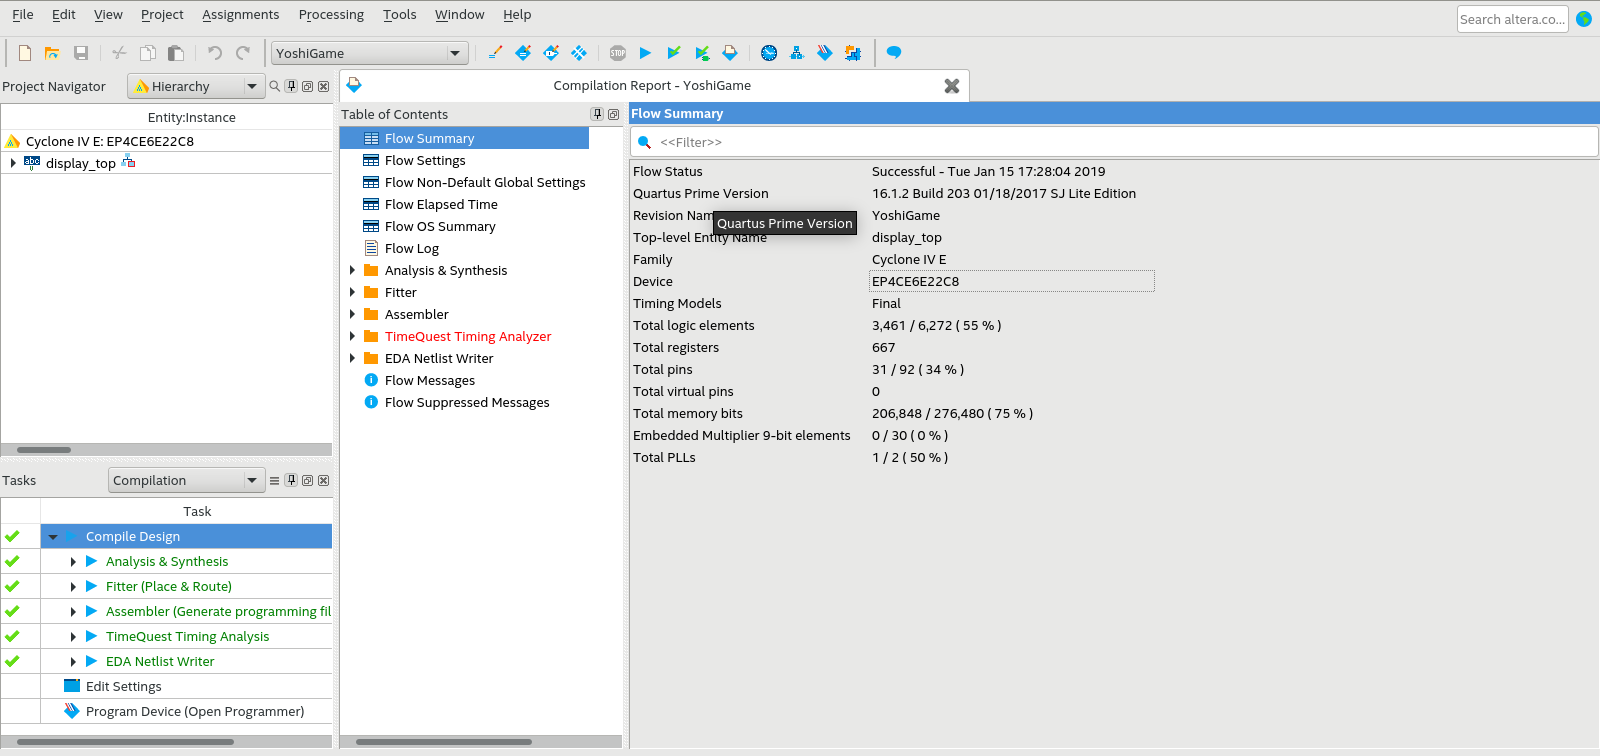 File Edit View Project Assignments Processing Tools Window Help
Search altera.co...
YoshiGame
STOP
Project Navigator
Hierarchy
Entity:Instance
Cyclone IV E: EP4CE6E22C8
abc display_top
Tasks
Compilation
Task
Compile Design
Analysis & Synthesis
Fitter (Place & Route)
Assembler (Generate programming fil
TimeQuest Timing Analysis
EDA Netlist Writer
Edit Settings
Program Device (Open Programmer)
Compilation Report - YoshiGame
Table of Contents
Flow Summary
Flow Settings
Flow Non-Default Global Settings
Flow Elapsed Time
Flow OS Summary
Flow Log
Analysis & Synthesis
Fitter
Assembler
TimeQuest Timing Analyzer
EDA Netlist Writer
Flow Messages
Flow Suppressed Messages
Flow Summary
<<Filter>>
Flow Status Successful - Tue Jan 15 17:28:04 2019
Quartus Prime Version 16.1.2 Build 203 01/18/2017 SJ Lite Edition
Revision Nam YoshiGame
Quartus Prime Version
Top-level Entity Name display_top
Family Cyclone IV E
Device EP4CE6E22C8
Timing Models Final
Total logic elements 3,461 / 6,272 ( 55 % )
Total registers 667
Total pins 31 / 92 ( 34 % )
Total virtual pins 0
Total memory bits 206,848 / 276,480 ( 75 % )
Embedded Multiplier 9-bit elements 0 / 30 ( 0 % )
Total PLLs 1 / 2 ( 50 % )